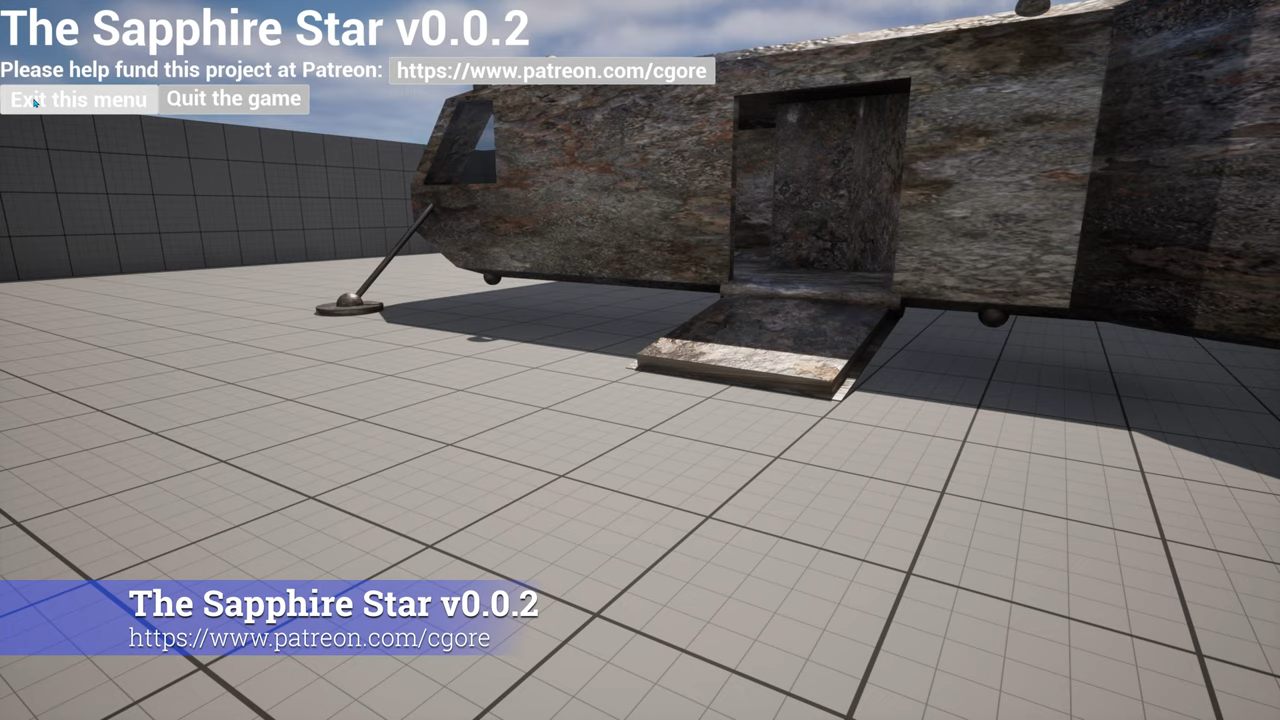 The Sapphire Star v0.0.2
Please help fund this project at Patreon: https://www.patreon.com/cgore
Exit this menu Quit the game
The Sapphire Star v0.0.2
https://www.patreon.com/cgore